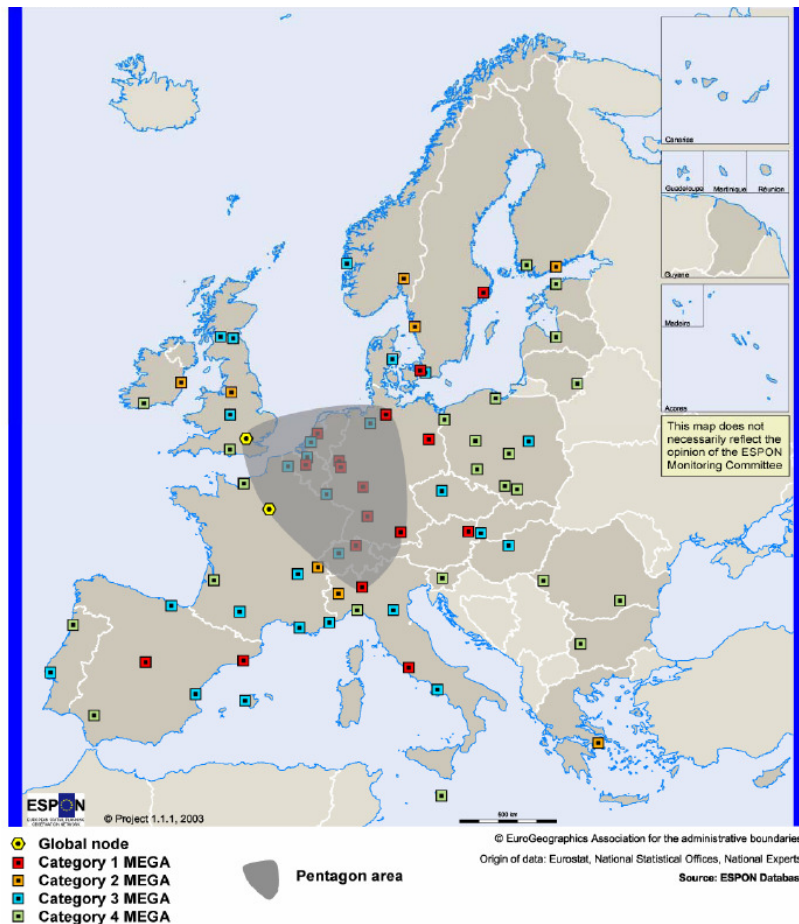 Canarias
Guadeloupe Martinique Réunion
Guyane
Madeira
Açores
This map does not
necessarily reflect the
opinion of the ESPON
Monitoring Committee
ESPON
© Project 1.1.1, 2003
500 km
© EuroGeographics Association for the administrative boundaries
Origin of data: Eurostat, National Statistical Offices, National Experts
Source: ESPON Database
Global node
Category 1 MEGA
Category 2 MEGA
Category 3 MEGA
Category 4 MEGA
Pentagon area